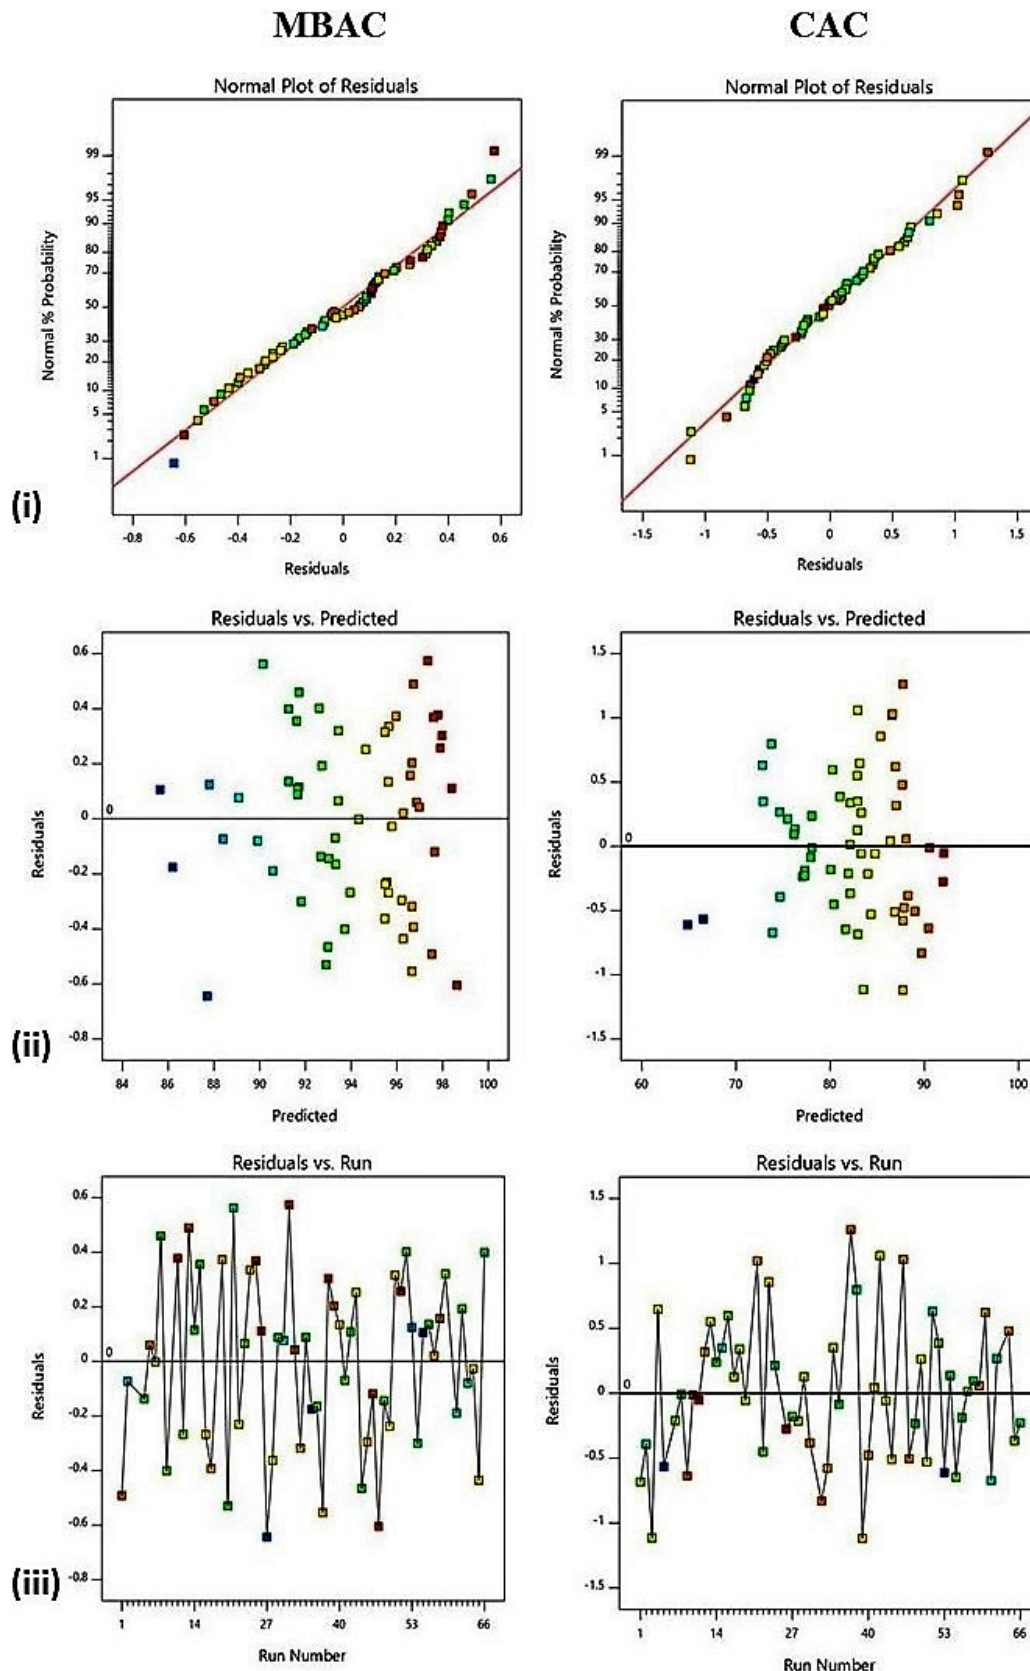 MBAC CAC
Normal Plot of Residuals Normal Plot of Residuals
Normal % Probability
99
95
90
80
70
50
30
20
10
5
1
-0.8 -0.6 -0.4 -0.2 0 0.2 0.4 0.6
Residuals
Normal % Probability
99
95
90
80
70
50
30
20
10
5
1
-1.5 -1 -0.5 0 0.5 1 1.5
Residuals
(i)
Residuals vs. Predicted Residuals vs. Predicted
Residuals
0.6
0.4
0.2
0
-0.2
-0.4
-0.6
-0.8
0
84 86 88 90 92 94 96 98 100
Predicted
Residuals
1.5
1
0.5
0
-0.5
-1
-1.5
0
60 70 80 90 100
Predicted
(ii)
Residuals vs. Run Residuals vs. Run
Residuals
0.6
0.4
0.2
0
-0.2
-0.4
-0.6
-0.8
0
1 14 27 40 53 66
Run Number
Residuals
1.5
1
0.5
0
-0.5
-1
-1.5
0
1 14 27 40 53 66
Run Number
(iii)